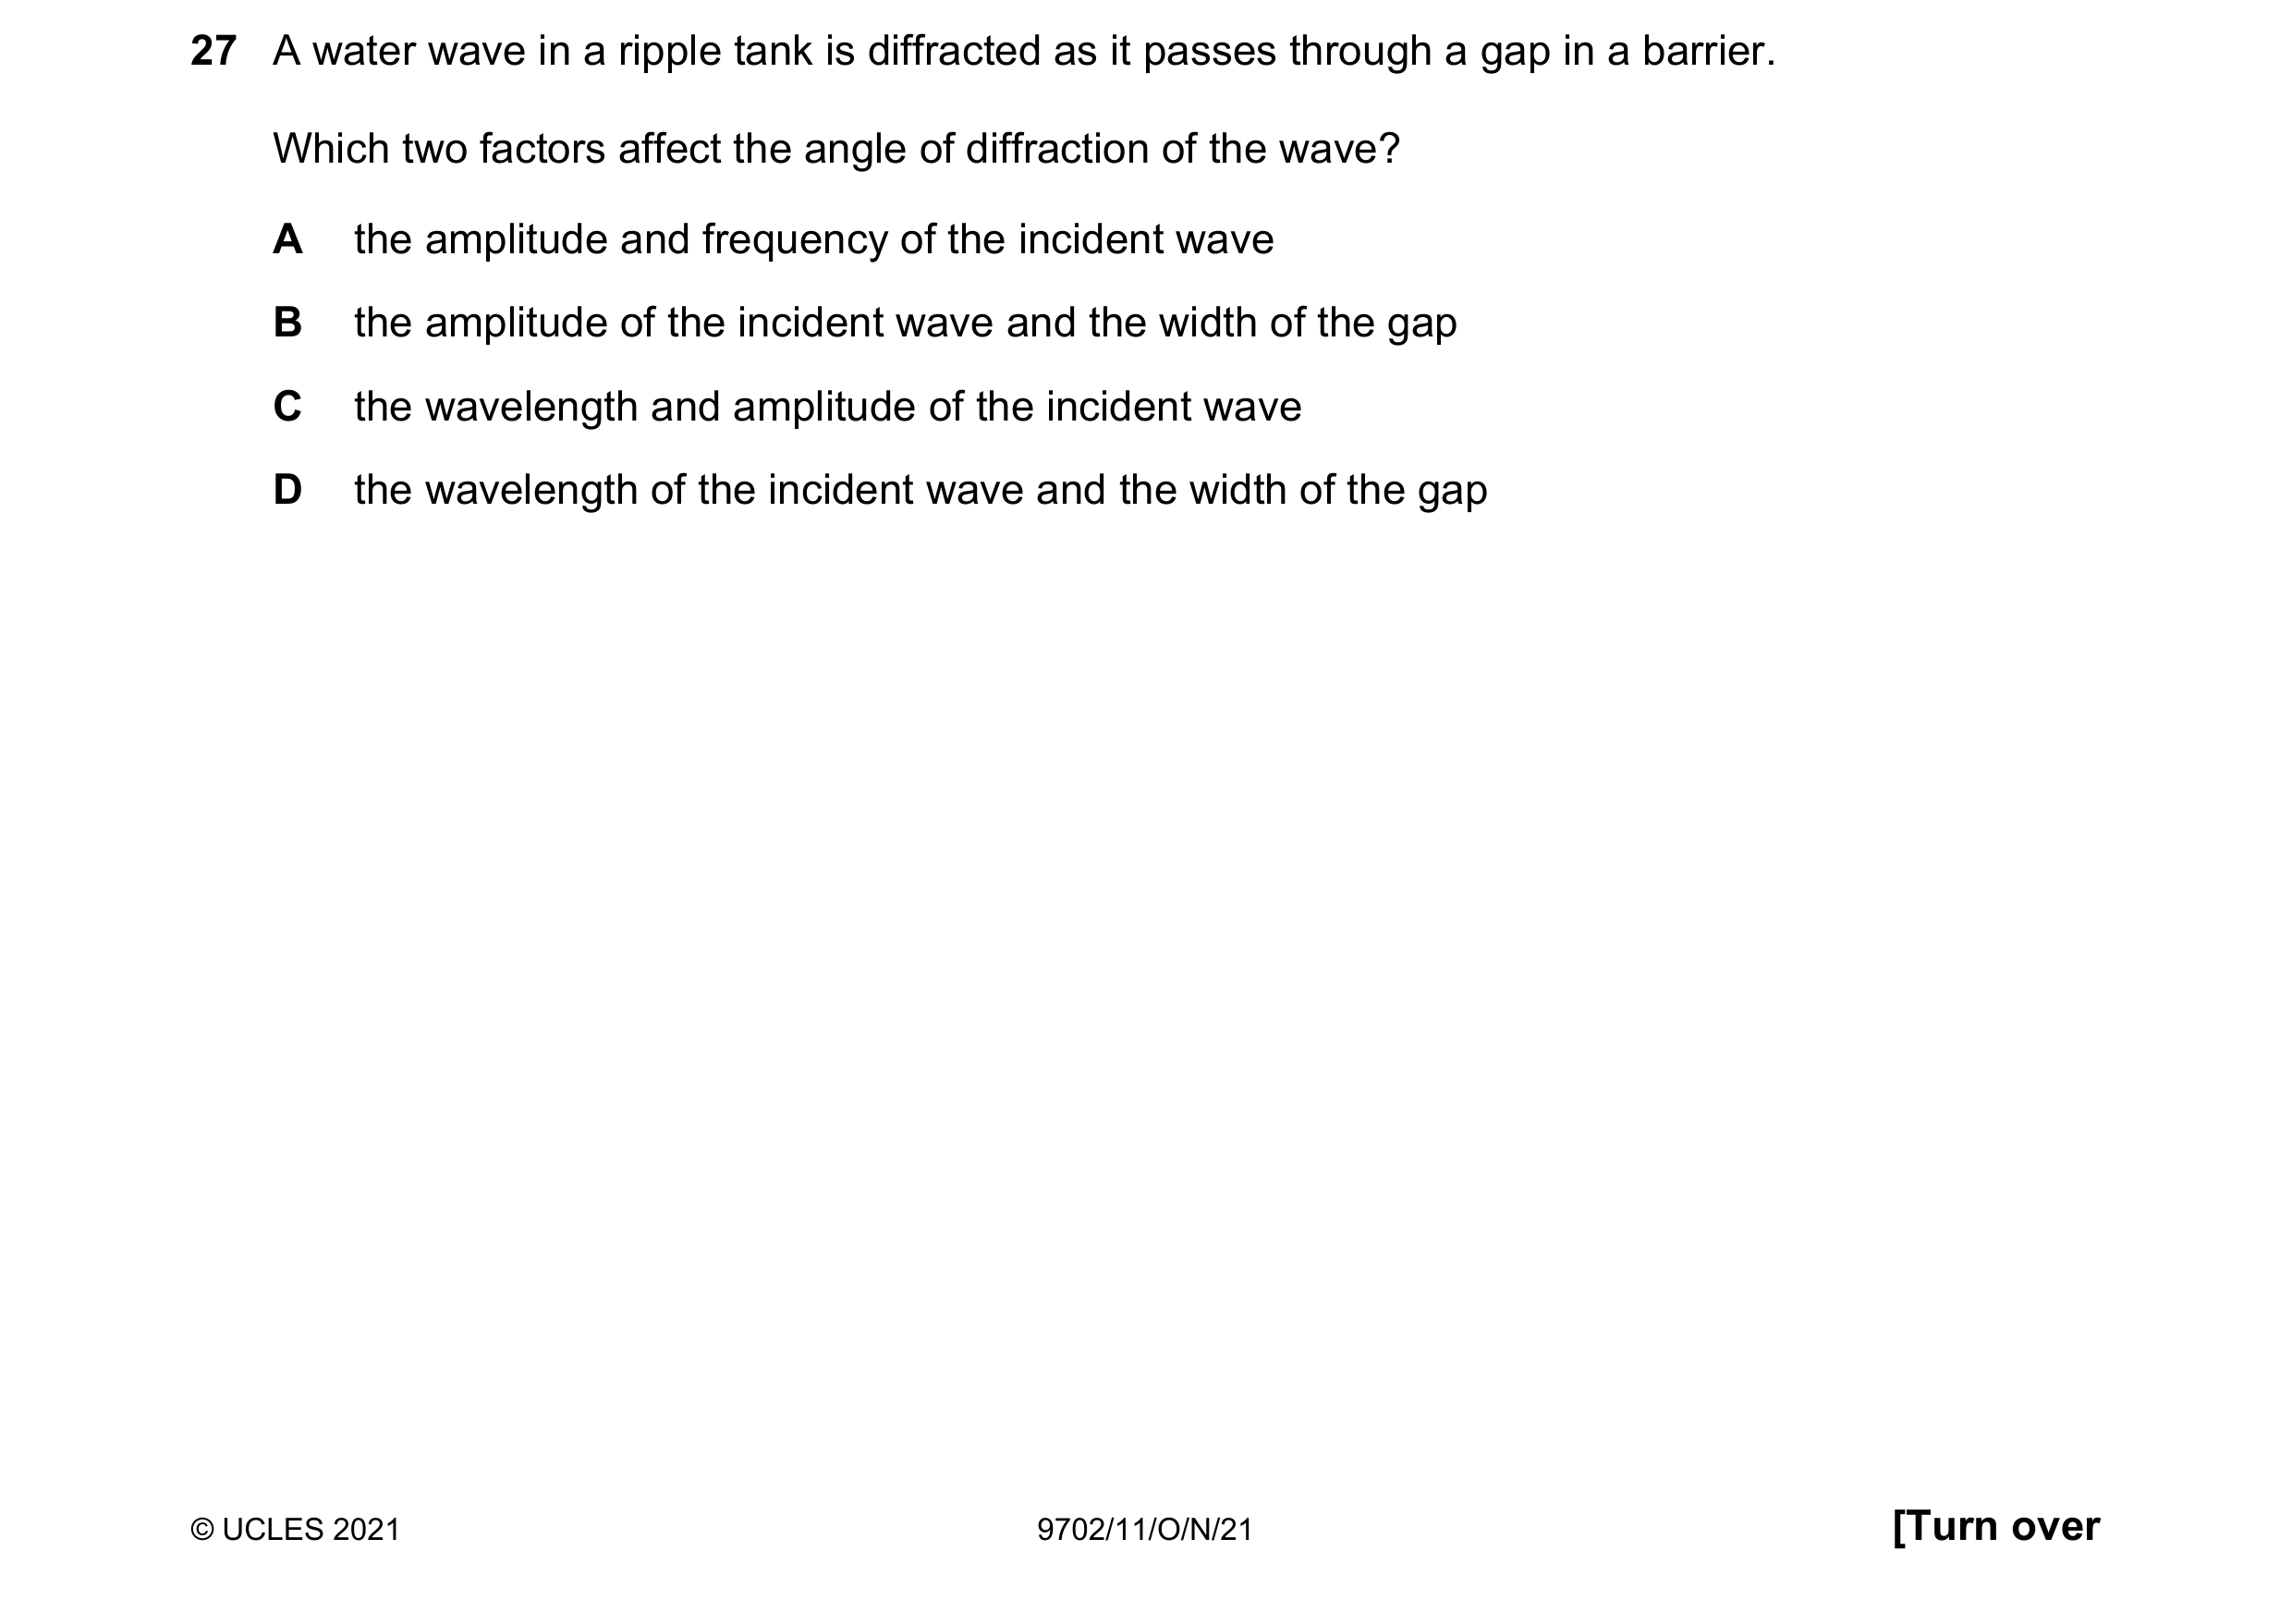 27 A water wave in a ripple tank is diffracted as it passes through a gap in a barrier.
Which two factors affect the angle of diffraction of the wave?
A the amplitude and frequency of the incident wave
B the amplitude of the incident wave and the width of the gap
C the wavelength and amplitude of the incident wave
D the wavelength of the incident wave and the width of the gap
© UCLES 2021 9702/11/O/N/21 [Turn over